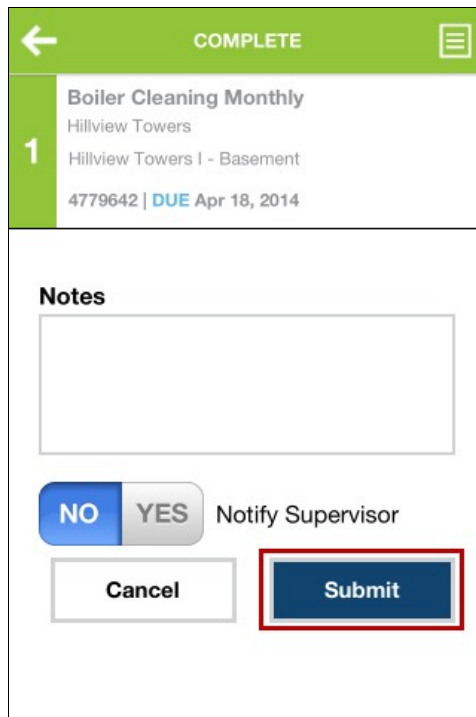 COMPLETE
1
Boiler Cleaning Monthly
Hillview Towers
Hillview Towers I - Basement
4779642 | DUE Apr 18, 2014
Notes
NO YES Notify Supervisor
Cancel Submit